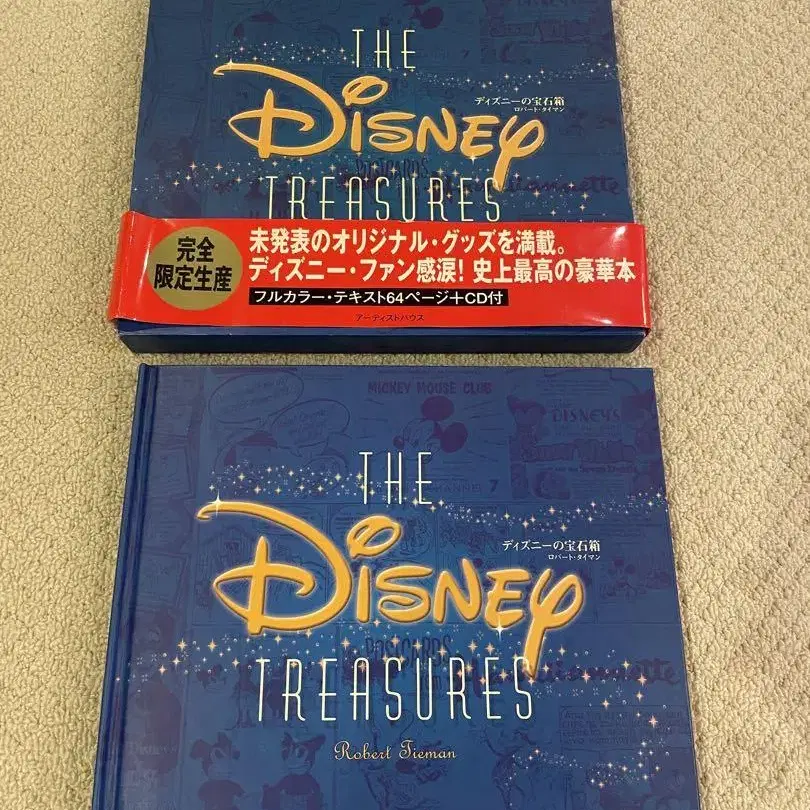 THE
DISNEY
ディズニーの宝石箱
ロバート・タイマン
POSTCARDS
TREASURES
完全
限定生産
未発表のオリジナル・グッズを満載。
ディズニー・ファン感涙！史上最高の豪華本
フルカラー・テキスト64ページ+CD付
アーティストハウス
MICKEY MOUSE CLUB
DISNEY'S
7
THE
DISNEY
ディズニーの宝石箱
ロバート・タイマン
POSTCARDS
TREASURES
Robert Tieman